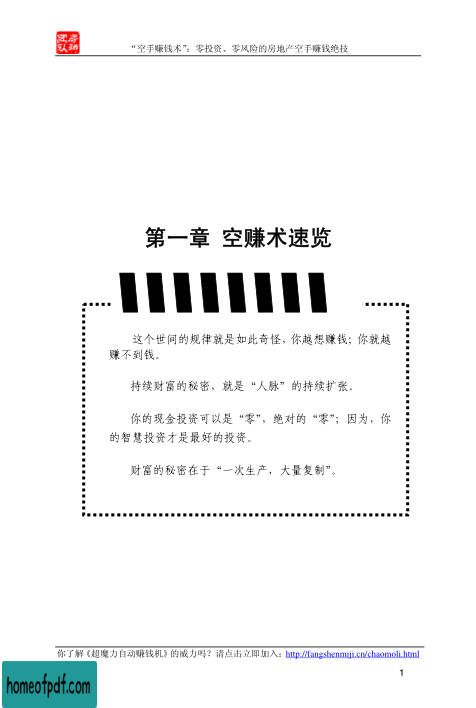 “空手赚钱术”：零投资、零风险的房地产空手赚钱绝技
第一章 空赚术速览
这个世间的规律就是如此奇怪，你越想赚钱；你就越
赚不到钱。
持续财富的秘密，就是“人脉”的持续扩张。
你的现金投资可以是“零”，绝对的“零”；因为，你
的智慧投资才是最好的投资。
财富的秘密在于“一次生产，大量复制”。
你了解《超魔力自动赚钱机》的威力吗？请点击立即加入：http://fangshenmiji.cn/chaomoli.html
1
homeofpdf.com